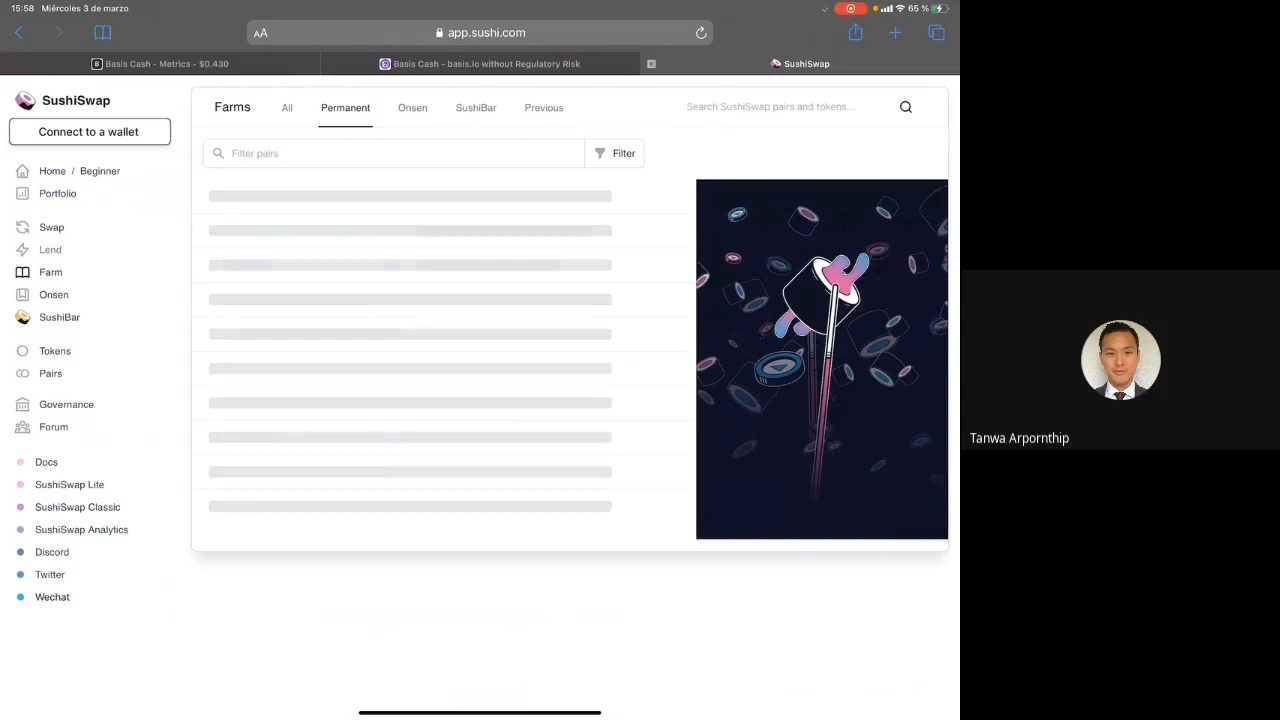 15:58 Miércoles 3 de marzo
65 %
AA
app.sushi.com
Basis Cash - Metrics - $0.430
Basis Cash - basis.io without Regulatory Risk
SushiSwap
SushiSwap
Connect to a wallet
Home / Beginner
Portfolio
Swap
Lend
Farm
Onsen
SushiBar
Tokens
Pairs
Governance
Forum
Docs
SushiSwap Lite
SushiSwap Classic
SushiSwap Analytics
Discord
Twitter
Wechat
Farms
All
Permanent
Onsen
SushiBar
Previous
Search SushiSwap pairs and tokens...
Filter pairs
Filter
Tanwa Arpornthip